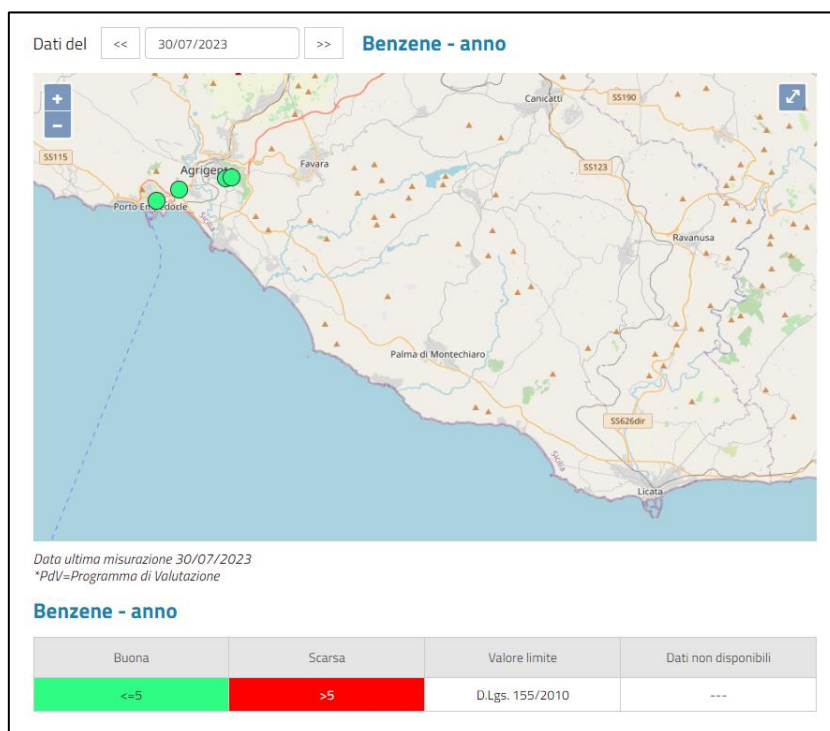 Dati del << 30/07/2023 >> Benzene - anno
+
−
Canicattì
SS190
SS115
Agrigento
Favara
SS123
Porto Empedocle
Sicilia
Ravanusa
Palma di Montechiaro
SS626dir
Sicilia
Licata
Data ultima misurazione 30/07/2023
*PdV=Programma di Valutazione
Benzene - anno
Buona Scarsa Valore limite Dati non disponibili
<=5 >5 D.Lgs. 155/2010 ---